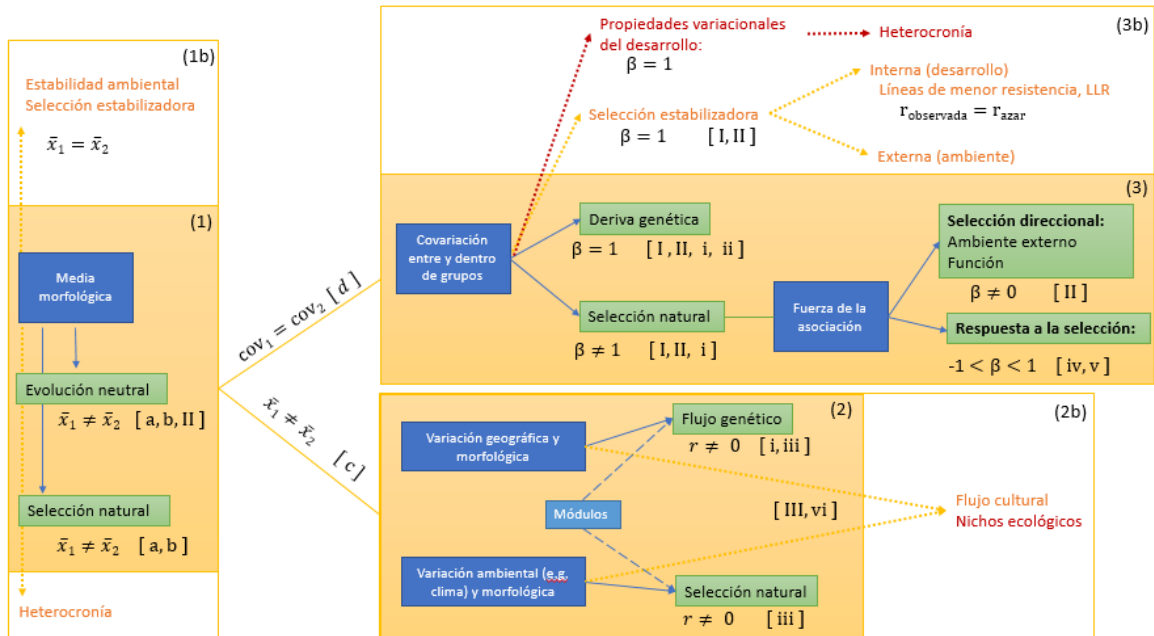 (1b)
Estabilidad ambiental
Selección estabilizadora
x̄₁ = x̄₂
(1)
Media
morfológica
Evolución neutral
x̄₁ ≠ x̄₂ [ a, b, II]
Selección natural
x̄₁ ≠ x̄₂ [ a, b ]
Heterocronía
cov₁ = cov₂ [ d ]
x̄₁ ≠ x̄₂ [ c ]
(3b)
Propiedades variacionales
del desarrollo:
β = 1
Heterocronía
Selección estabilizadora
β = 1 [ I, II ]
Interna (desarrollo)
Líneas de menor resistencia, LLR
r observada = r azar
Externa (ambiente)
(3)
Covariación
entre y dentro
de grupos
Deriva genética
β = 1 [ I , II, i, ii ]
Selección natural
β ≠ 1 [ I, II, i ]
Fuerza de la
asociación
Selección direccional:
Ambiente externo
Función
β ≠ 0 [ II ]
Respuesta a la selección:
-1 < β < 1 [ iv, v ]
(2)
Variación geográfica y
morfológica
Flujo genético
r ≠ 0 [ i, iii ]
Módulos
[ III, vi ]
Variación ambiental (e.g,
clima) y morfológica
Selección natural
r ≠ 0 [ iii ]
(2b)
Flujo cultural
Nichos ecológicos